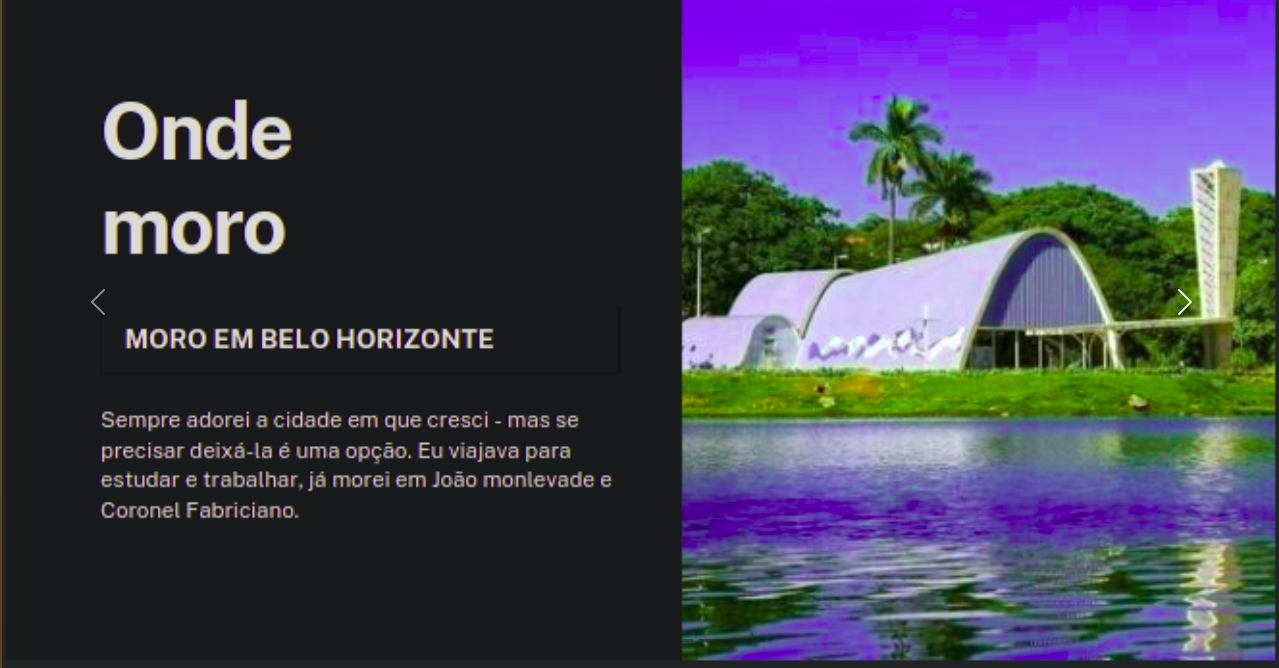 Onde
moro
MORO EM BELO HORIZONTE
Sempre adorei a cidade em que cresci - mas se
precisar deixá-la é uma opção. Eu viajava para
estudar e trabalhar, já morei em João monlevade e
Coronel Fabriciano.